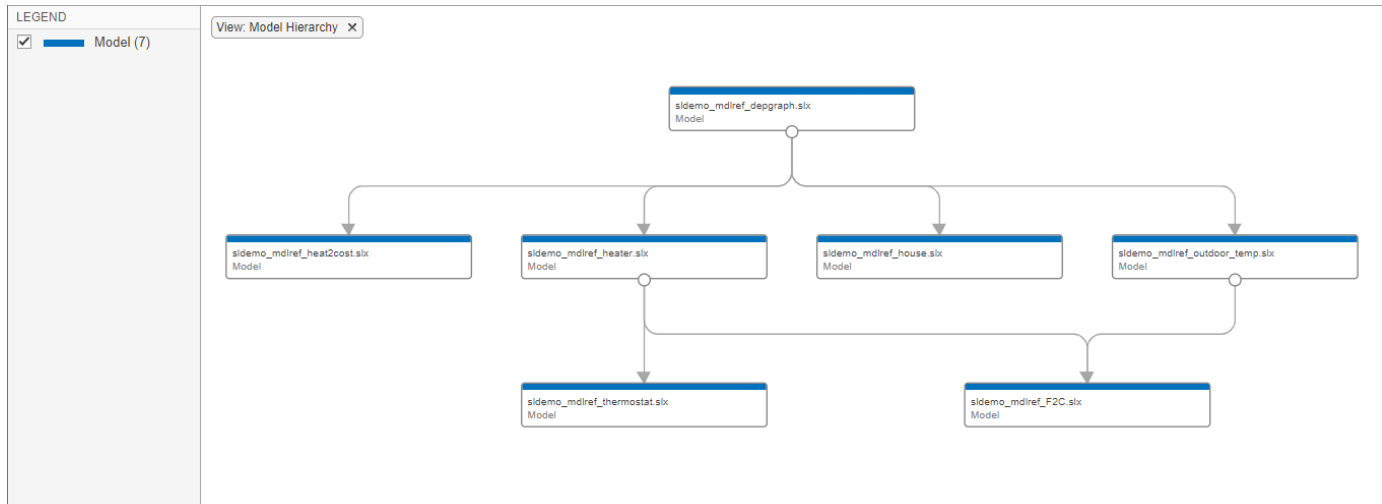 LEGEND
Model (7)
View: Model Hierarchy ✕
sldemo_mdlref_depgraph.slx
Model
sldemo_mdlref_heat2cost.slx
Model
sldemo_mdlref_heater.slx
Model
sldemo_mdlref_house.slx
Model
sldemo_mdlref_outdoor_temp.slx
Model
sldemo_mdlref_thermostat.slx
Model
sldemo_mdlref_F2C.slx
Model